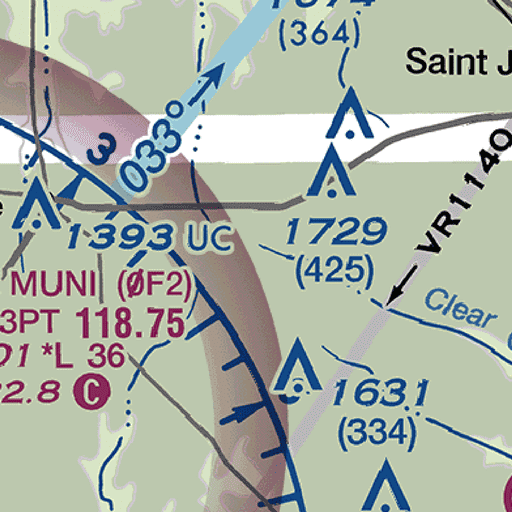 (364)
Saint J
3
033°
VR1140
1393 UC
1729
(425)
MUNI (ØF2)
3PT 118.75
01 *L 36
2.8 C
Clear
1631
(334)